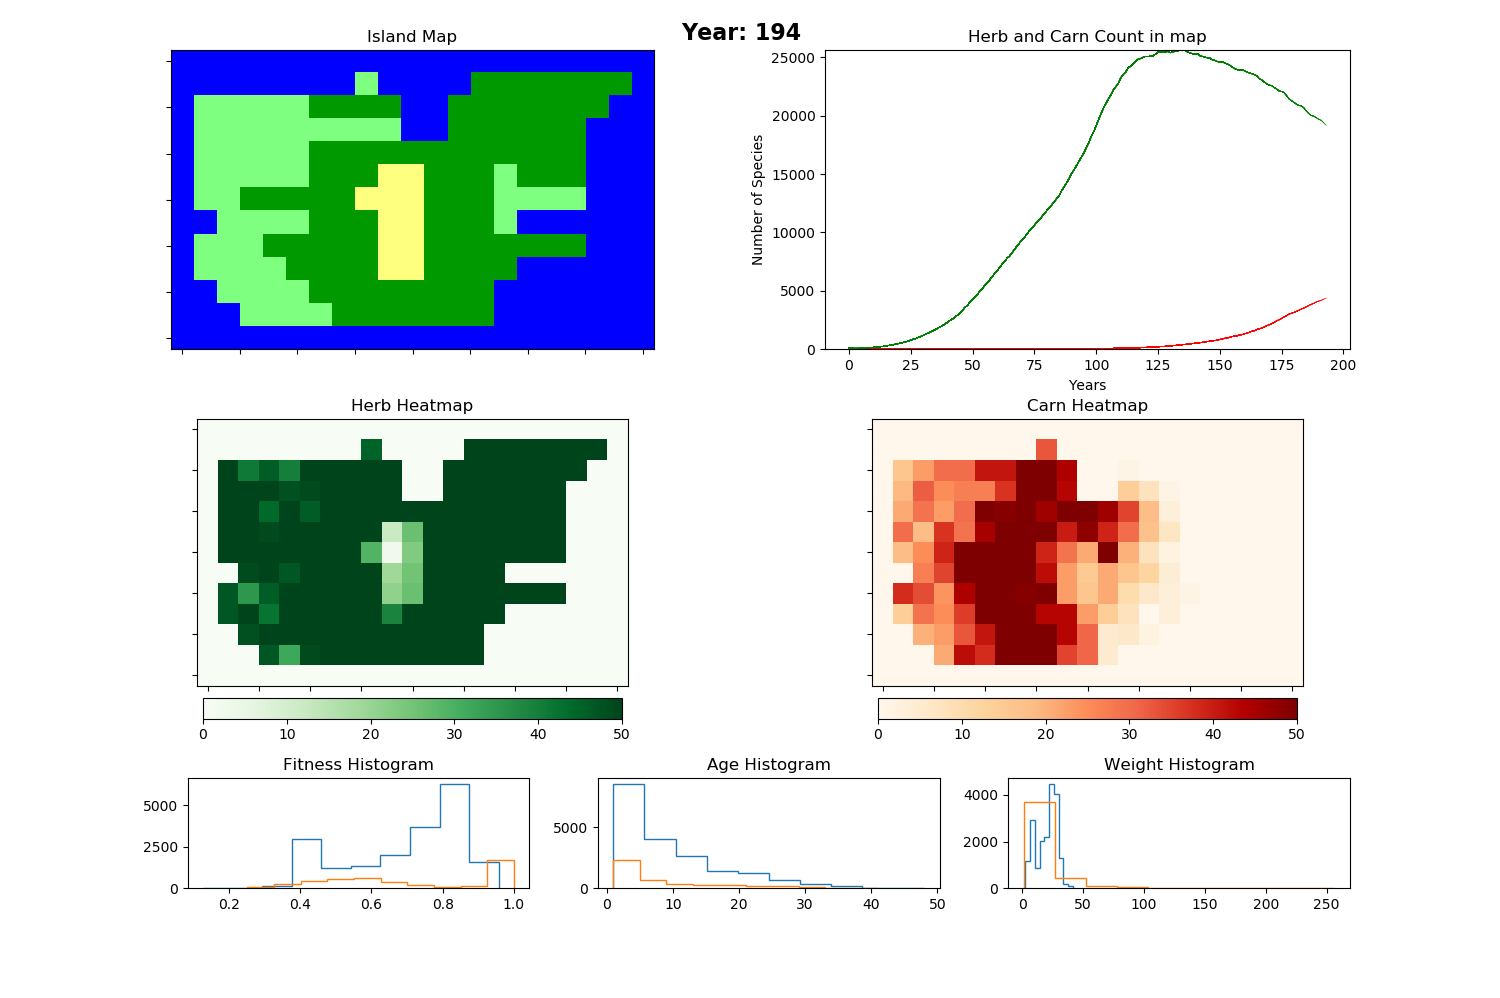 Year: 194
Island Map
Herb and Carn Count in map
25000
20000
15000
10000
5000
0
Number of Species
0 25 50 75 100 125 150 175 200
Years
Herb Heatmap
Carn Heatmap
0 10 20 30 40 50
0 10 20 30 40 50
Fitness Histogram
5000
2500
0
0.2 0.4 0.6 0.8 1.0
Age Histogram
5000
0
0 10 20 30 40 50
Weight Histogram
4000
2000
0
0 50 100 150 200 250